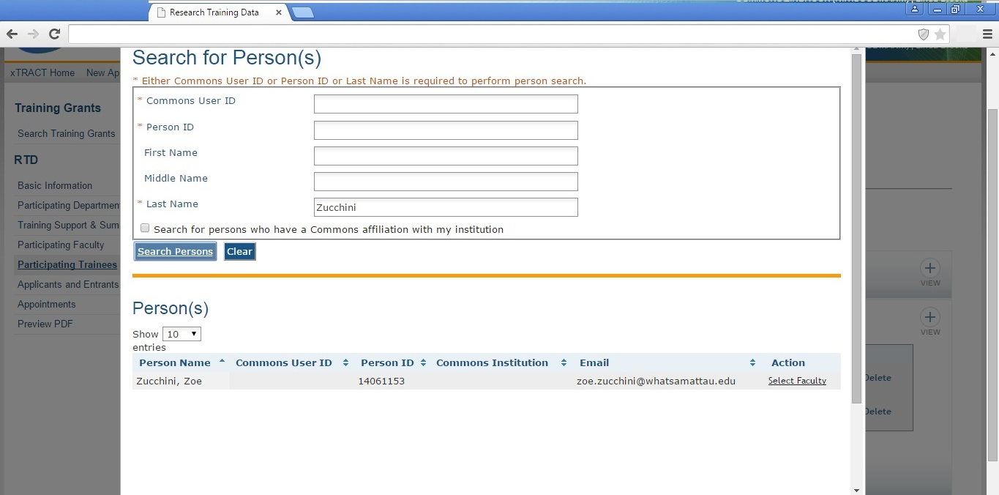 Research Training Data
xTRACT Home New Ap
Training Grants
Search Training Grants
RTD
Basic Information
Participating Departmen
Training Support & Sum
Participating Faculty
Participating Trainees
Applicants and Entrants
Appointments
Preview PDF
Search for Person(s)
* Either Commons User ID or Person ID or Last Name is required to perform person search.
* Commons User ID
* Person ID
First Name
Middle Name
* Last Name Zucchini
Search for persons who have a Commons affiliation with my institution
Search Persons Clear
Person(s)
Show 10
entries
Person Name Commons User ID Person ID Commons Institution Email Action
Zucchini, Zoe 14061153 zoe.zucchini@whatsamattau.edu Select Faculty
VIEW
VIEW
Delete
Delete